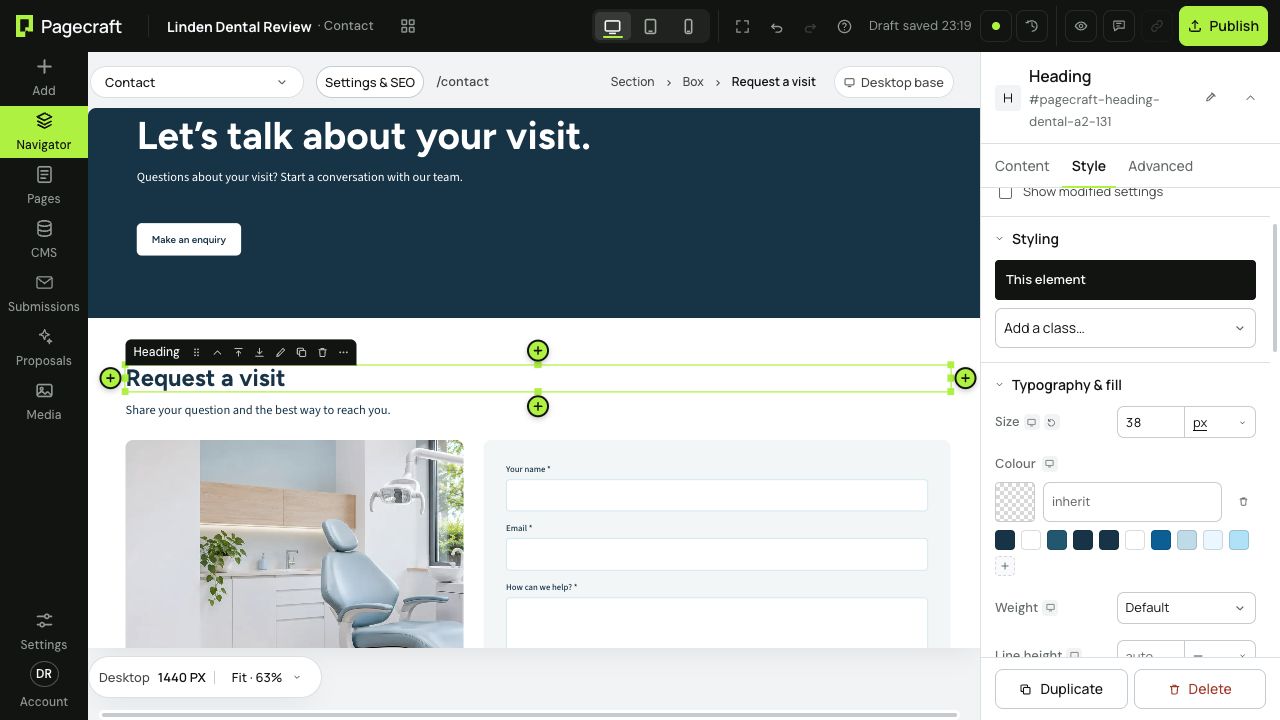 Pagecraft
Linden Dental Review · Contact
Draft saved 23:19
Publish
Add
Navigator
Pages
CMS
Submissions
Proposals
Media
Settings
DR
Account
Contact
Settings & SEO
/contact
Section › Box › Request a visit
Desktop base
Let’s talk about your visit.
Questions about your visit? Start a conversation with our team.
Make an enquiry
Heading
Request a visit
Share your question and the best way to reach you.
Your name *
Email *
How can we help? *
Desktop 1440 PX
Fit · 63%
H
Heading
#pagecraft-heading-
dental-a2-131
Content
Style
Advanced
Show modified settings
Styling
This element
Add a class…
Typography & fill
Size
38
px
Colour
inherit
Weight
Default
Line height
auto
—
Duplicate
Delete